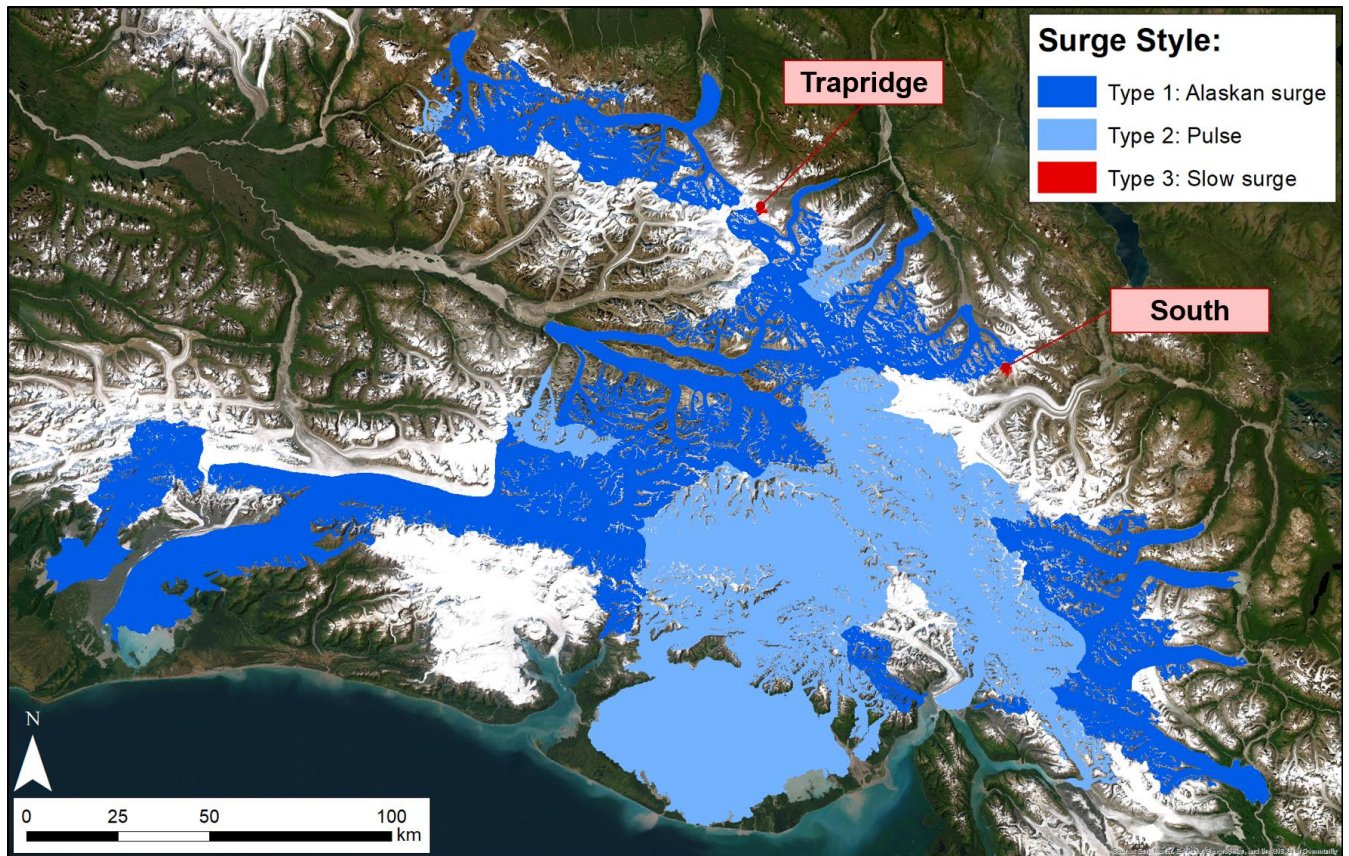 Surge Style:
Type 1: Alaskan surge
Type 2: Pulse
Type 3: Slow surge
Trapridge
South
N
0 25 50 100
km